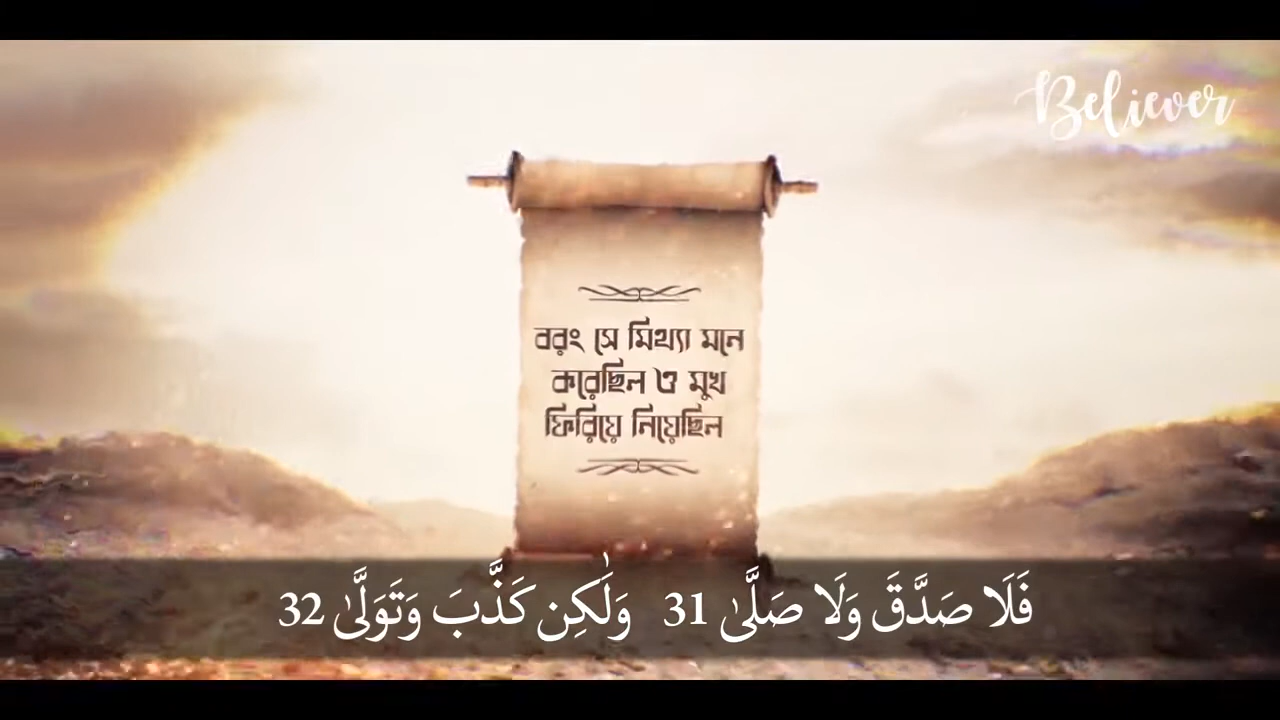 Believer
বরং সে মিথ্যা মনে
করেছিল ও মুখ
ফিরিয়ে নিয়েছিল
فَلَا صَدَّقَ وَلَا صَلَّىٰ 31 وَلَٰكِن كَذَّبَ وَتَوَلَّىٰ 32